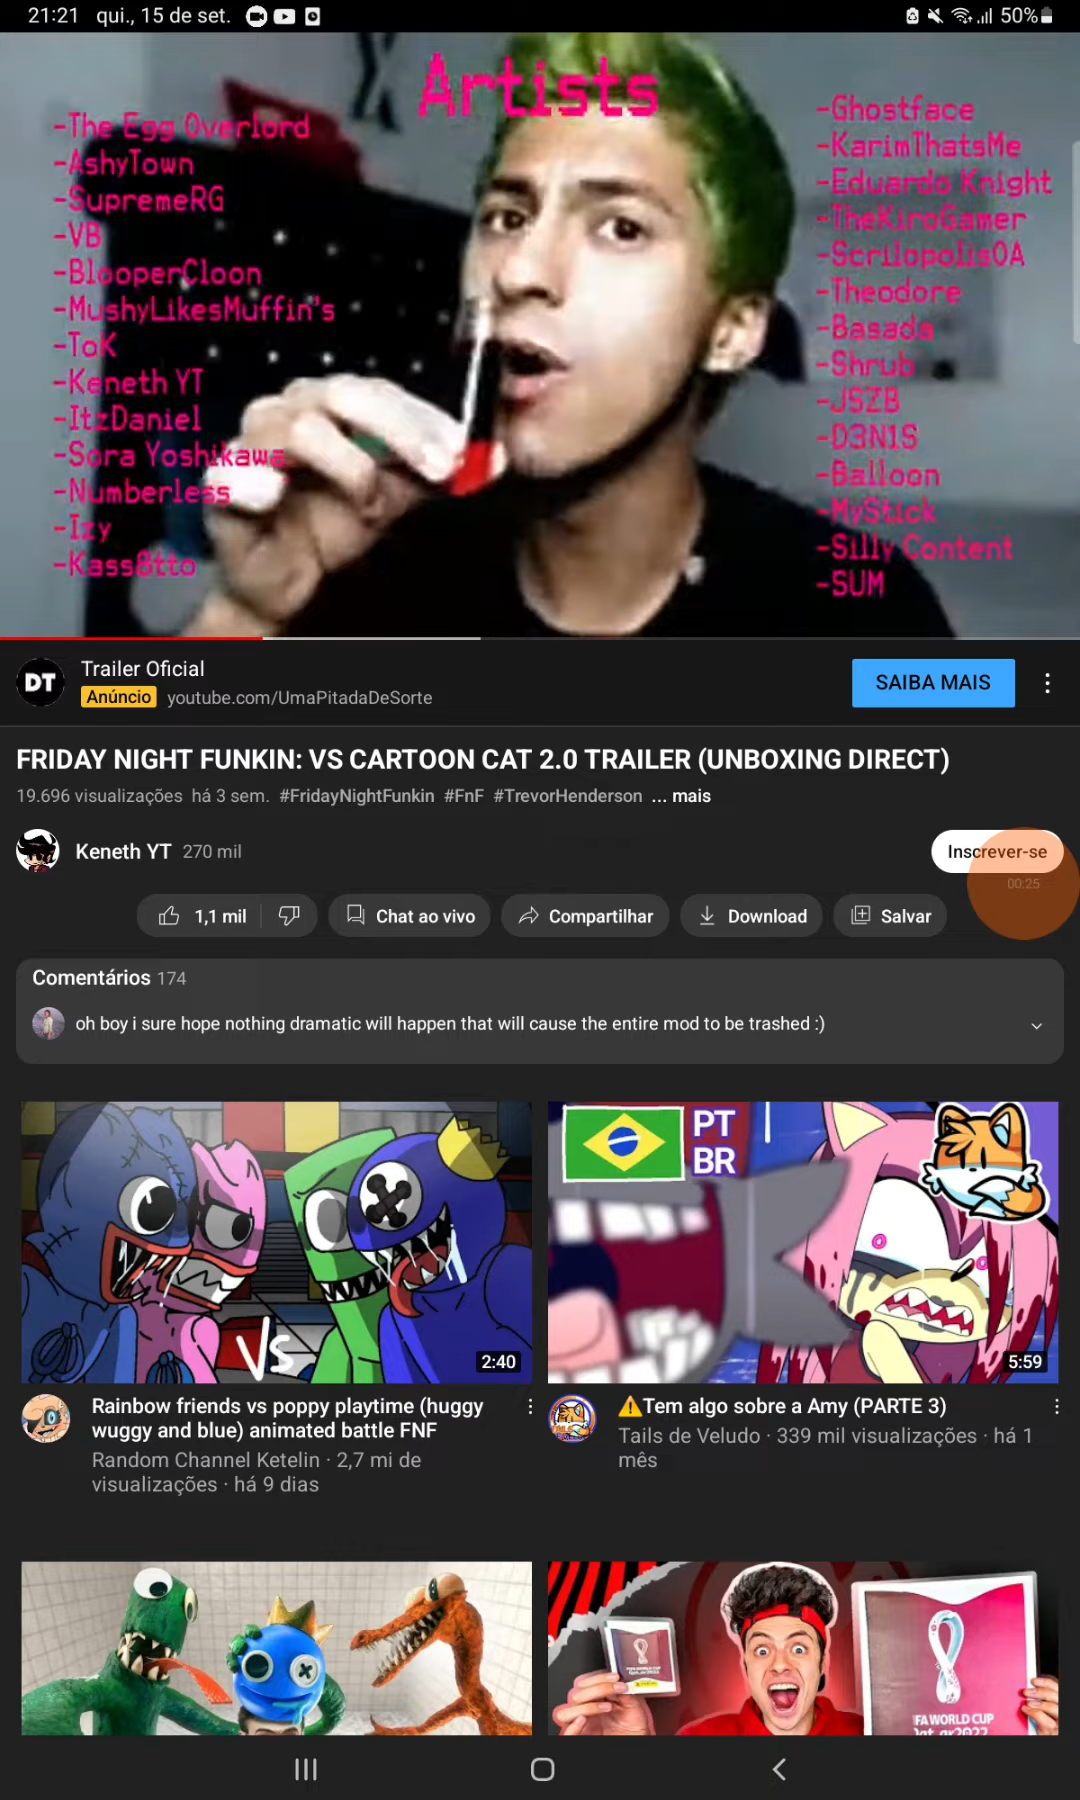 21:21 qui., 15 de set.
50%
Artists
-The Egg Overlord
-AshyTown
-SupremeRG
-VB
-BlooperCloon
-MushyLikesMuffin's
-ToK
-Keneth YT
-ItzDaniel
-Sora Yoshikawa
-Numberless
-Izy
-Kass8tto
-Ghostface
-KarimThatsMe
-Eduardo Knight
-TheKiroGamer
-ScrilopolisOA
-Theodore
-Basada
-Shrub
-JSZB
-D3N1S
-Balloon
-MyStick
-Silly Content
-SUM
DT
Trailer Oficial
Anúncio youtube.com/UmaPitadaDeSorte
SAIBA MAIS
FRIDAY NIGHT FUNKIN: VS CARTOON CAT 2.0 TRAILER (UNBOXING DIRECT)
19.696 visualizações há 3 sem. #FridayNightFunkin #FnF #TrevorHenderson ... mais
Keneth YT 270 mil
Inscrever-se
00:25
1,1 mil
Chat ao vivo
Compartilhar
Download
Salvar
Comentários 174
oh boy i sure hope nothing dramatic will happen that will cause the entire mod to be trashed :)
Vs
2:40
PT
BR
5:59
Rainbow friends vs poppy playtime (huggy
wuggy and blue) animated battle FNF
Random Channel Ketelin · 2,7 mi de
visualizações · há 9 dias
⚠Tem algo sobre a Amy (PARTE 3)
Tails de Veludo · 339 mil visualizações · há 1
mês
FIFA WORLD CUP
Qatar2022